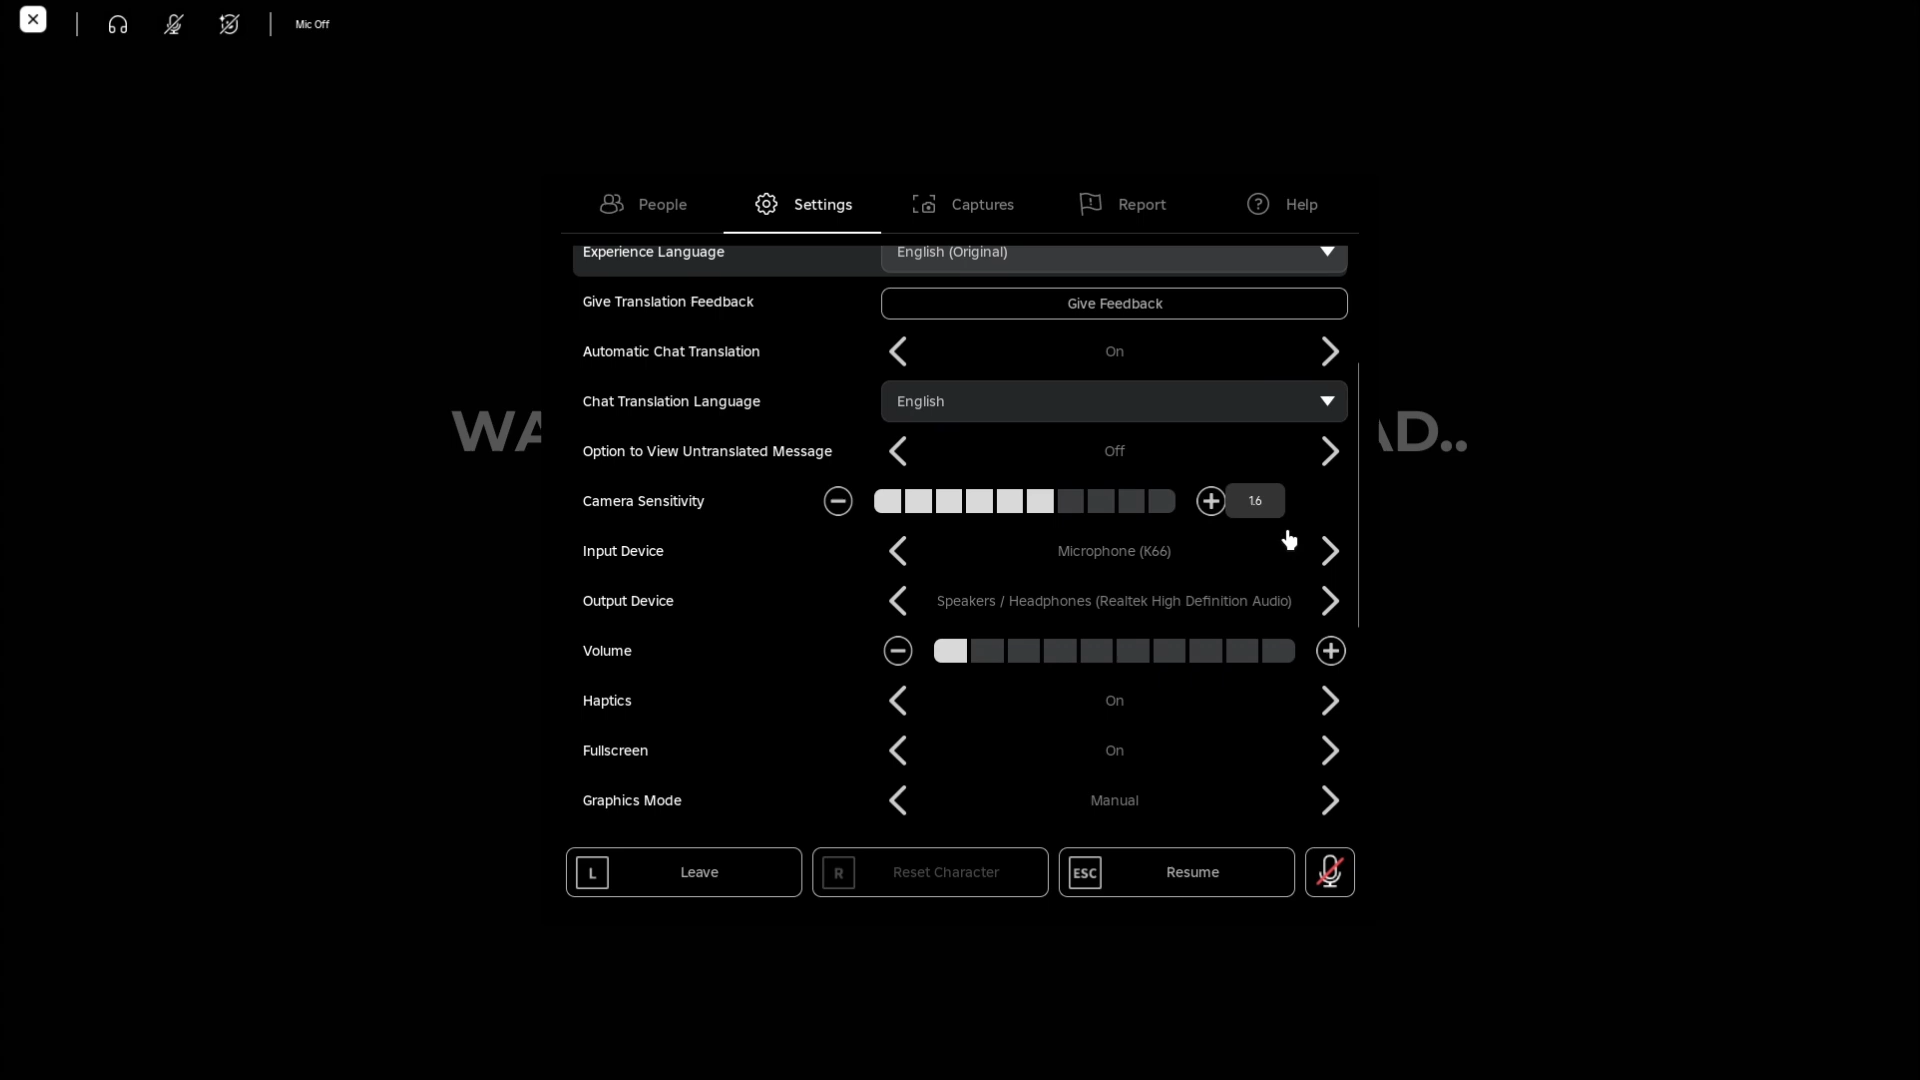 Mic Off
People Settings Captures Report Help
Experience Language English (Original)
Give Translation Feedback Give Feedback
Automatic Chat Translation On
Chat Translation Language English
WA AD..
Option to View Untranslated Message Off
Camera Sensitivity 1.6
Input Device Microphone (K66)
Output Device Speakers / Headphones (Realtek High Definition Audio)
Volume
Haptics On
Fullscreen On
Graphics Mode Manual
L Leave R Reset Character ESC Resume